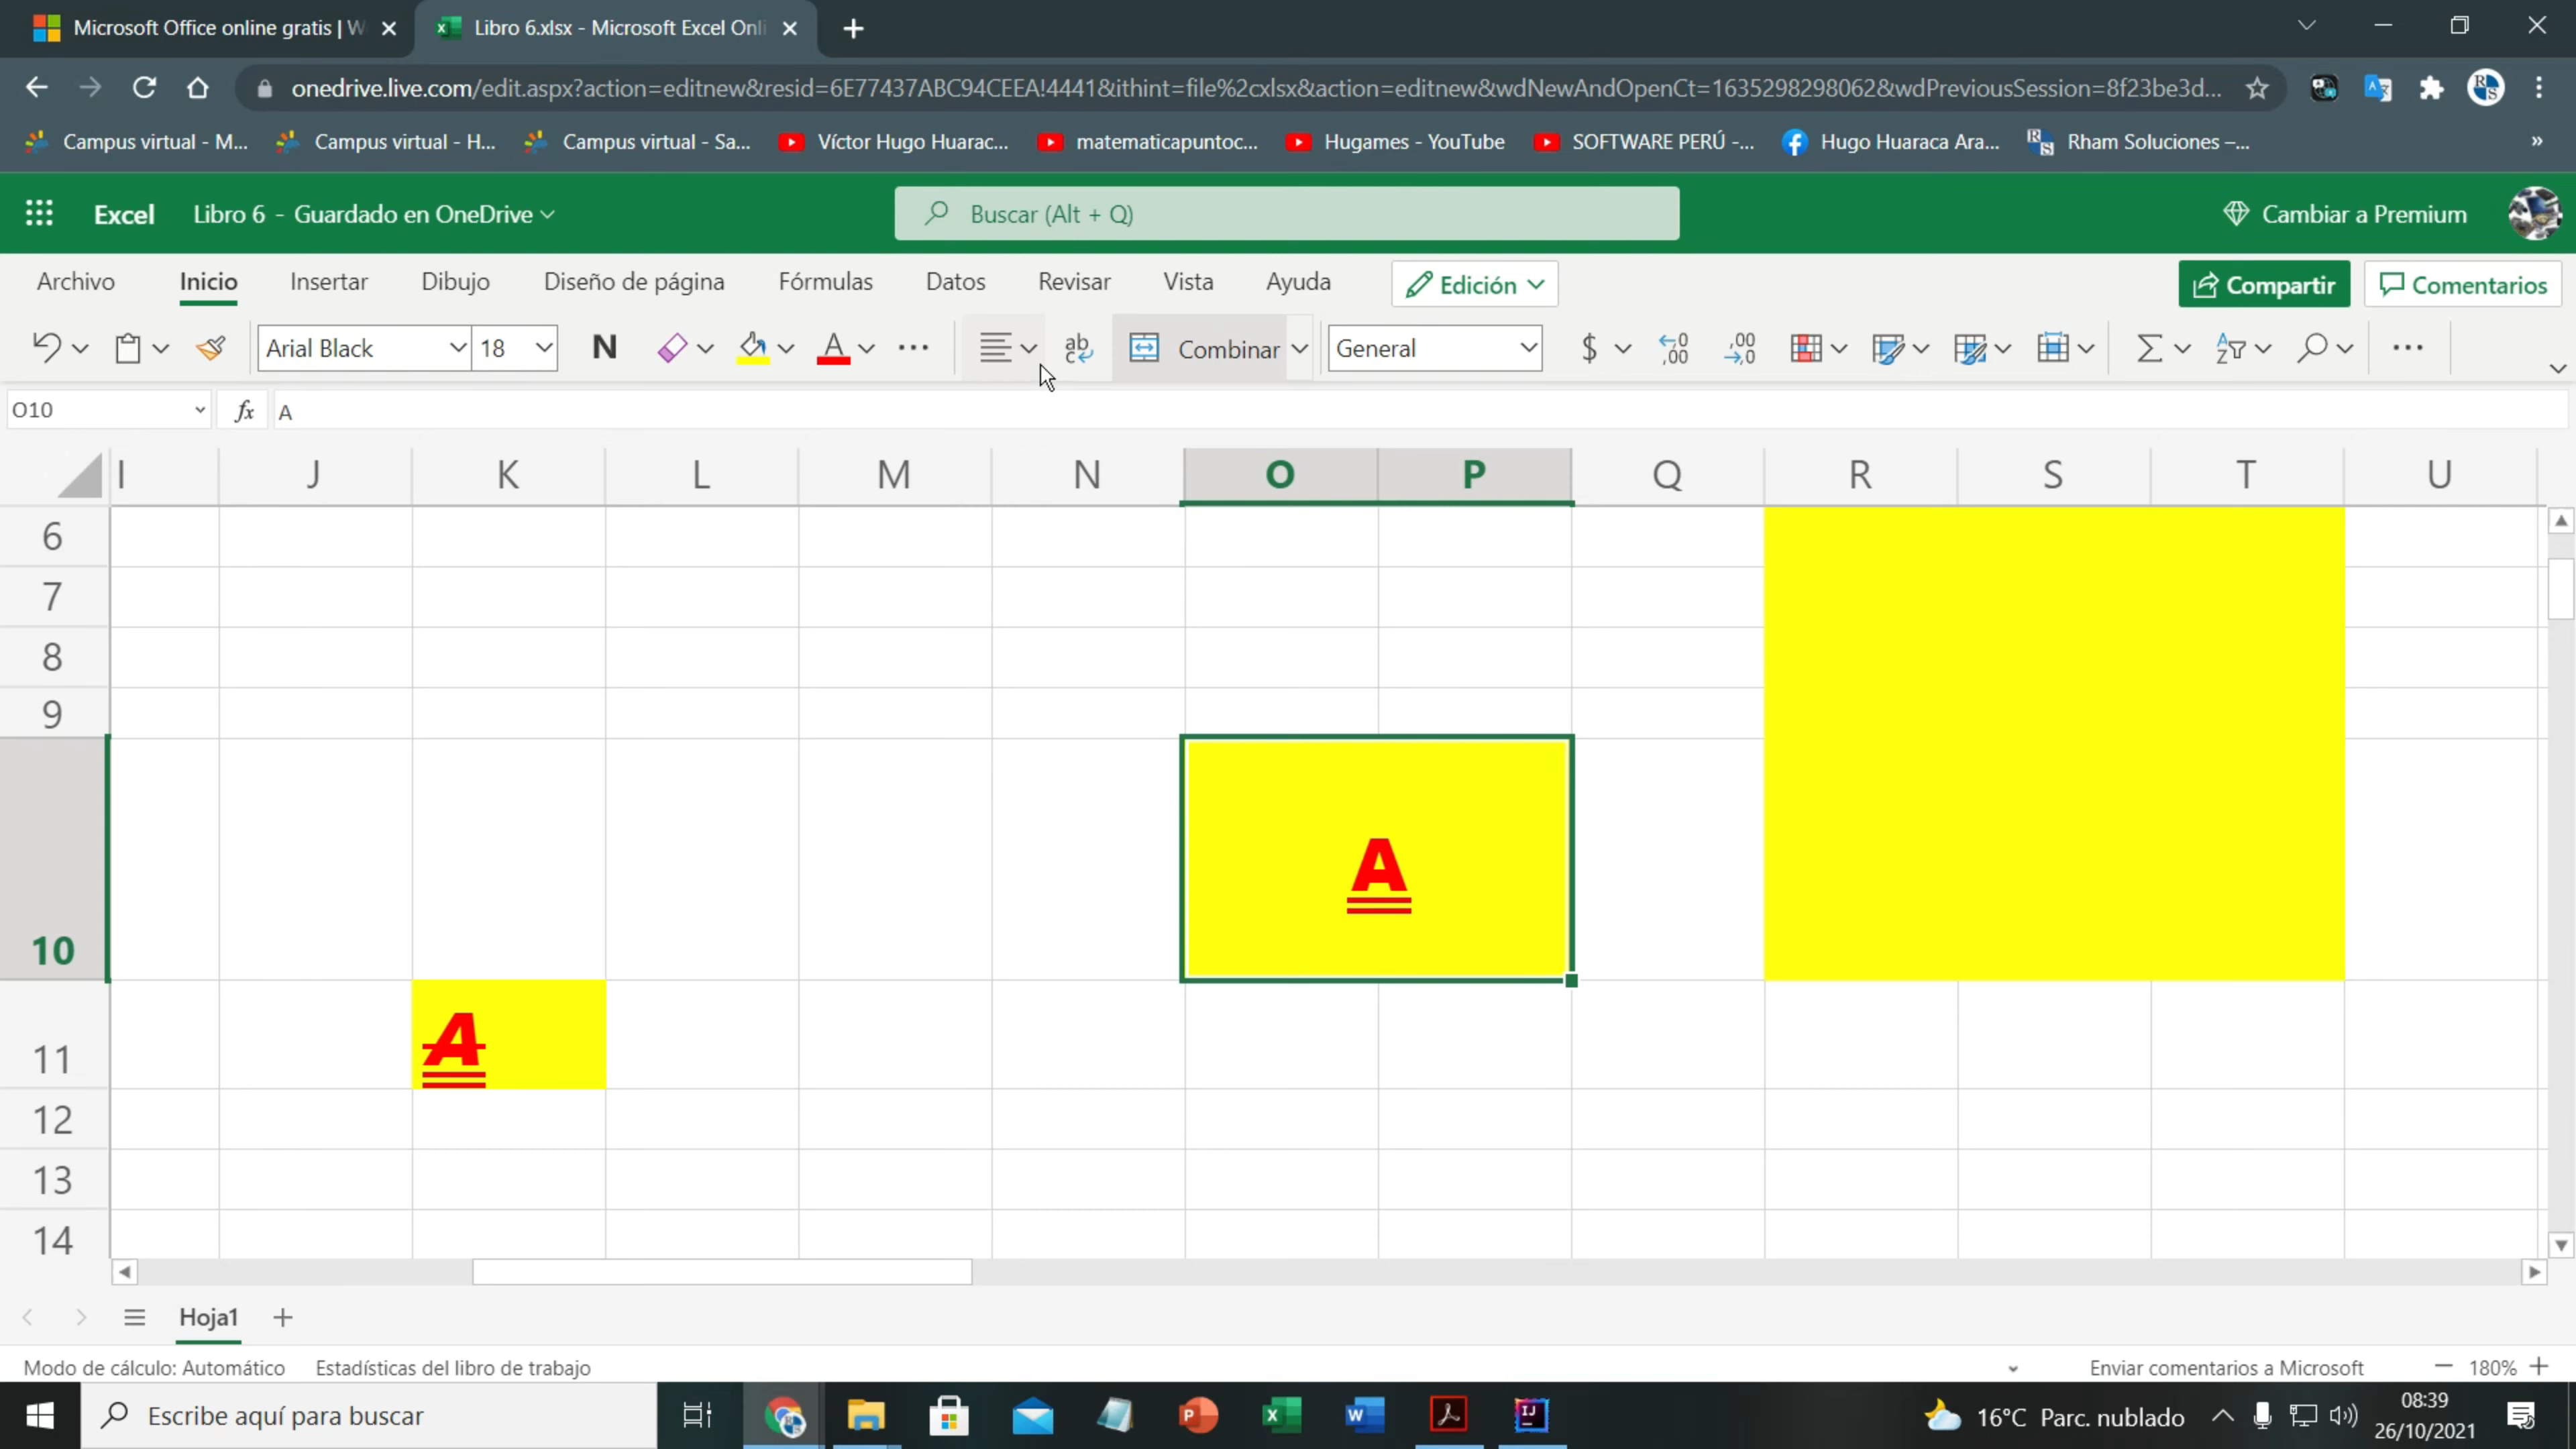 Microsoft Office online gratis | W
Libro 6.xlsx - Microsoft Excel Onli
onedrive.live.com/edit.aspx?action=editnew&resid=6E77437ABC94CEEA!4441&ithint=file%2cxlsx&action=editnew&wdNewAndOpenCt=1635298298062&wdPreviousSession=8f23be3d...
Campus virtual - M... Campus virtual - H... Campus virtual - Sa... Víctor Hugo Huarac... matematicapuntoc... Hugames - YouTube SOFTWARE PERÚ -... Hugo Huaraca Ara... Rham Soluciones –...
Excel Libro 6 - Guardado en OneDrive Buscar (Alt + Q) Cambiar a Premium
Archivo Inicio Insertar Dibujo Diseño de página Fórmulas Datos Revisar Vista Ayuda Edición Compartir Comentarios
Arial Black 18 N A ab c Combinar General $ ,00 ,0 ,00 ,0
O10 fx A
I J K L M N O P Q R S T U
6
7
8
9
A
10
A
11
12
13
14
Hoja1
Modo de cálculo: Automático Estadísticas del libro de trabajo Enviar comentarios a Microsoft 180%
Escribe aquí para buscar 16°C Parc. nublado 08:39
26/10/2021